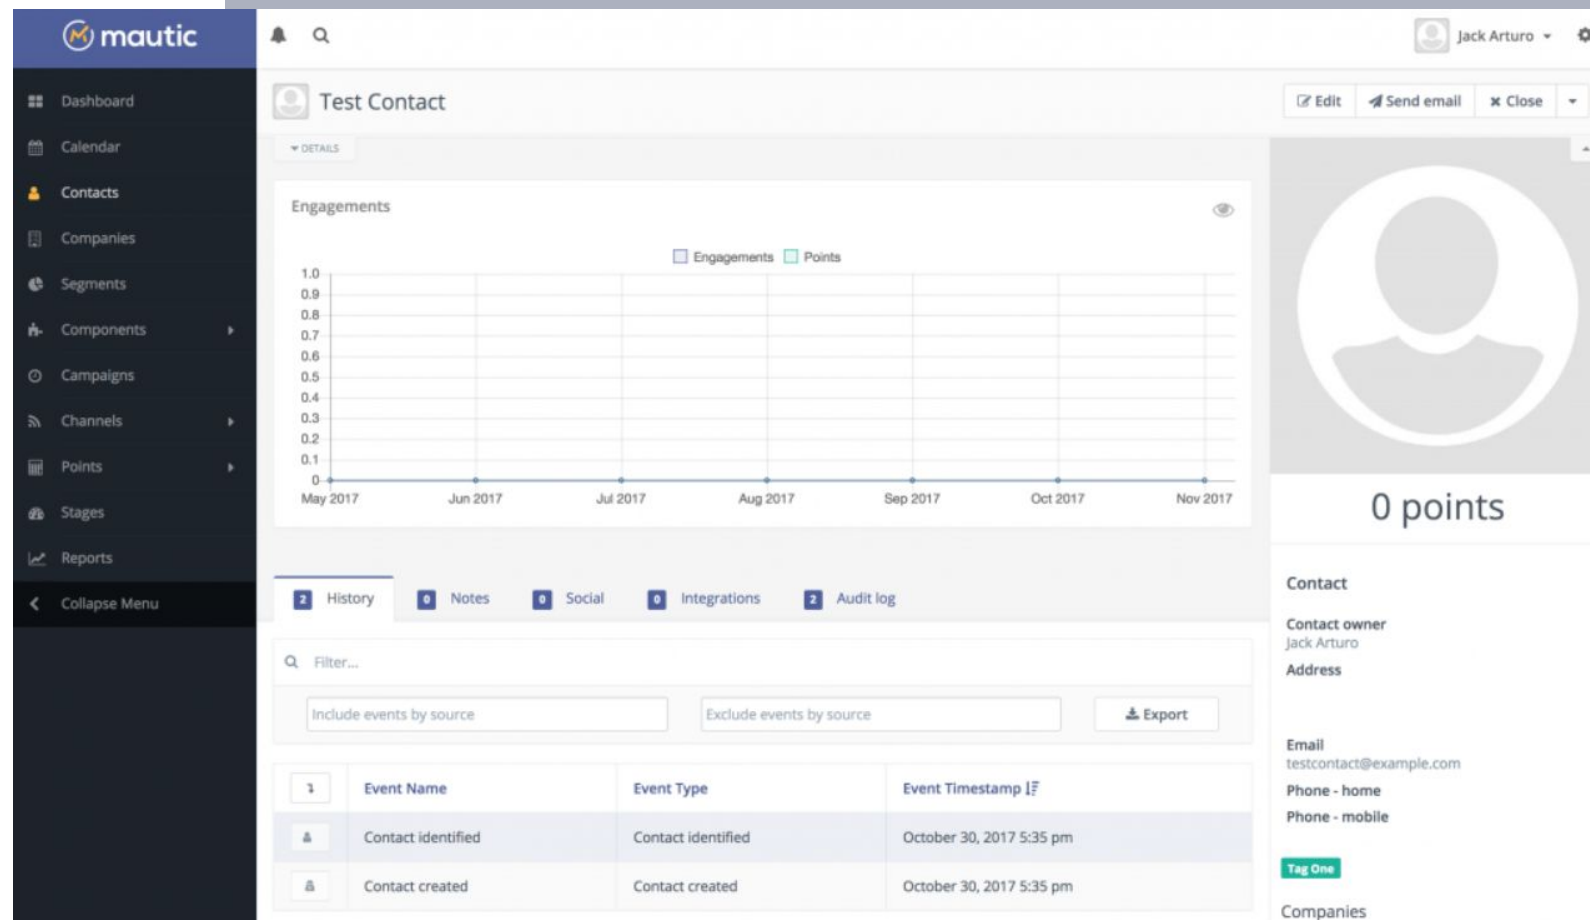 mautic
Jack Arturo
Dashboard
Calendar
Contacts
Companies
Segments
Components
Campaigns
Channels
Points
Stages
Reports
Collapse Menu
Test Contact
Edit
Send email
Close
DETAILS
Engagements
Engagements Points
1.0
0.9
0.8
0.7
0.6
0.5
0.4
0.3
0.2
0.1
0
May 2017 Jun 2017 Jul 2017 Aug 2017 Sep 2017 Oct 2017 Nov 2017
2 History 0 Notes 0 Social 0 Integrations 2 Audit log
Filter...
Include events by source Exclude events by source Export
Event Name Event Type Event Timestamp
Contact identified Contact identified October 30, 2017 5:35 pm
Contact created Contact created October 30, 2017 5:35 pm
0 points
Contact
Contact owner
Jack Arturo
Address
Email
testcontact@example.com
Phone - home
Phone - mobile
Tag One
Companies